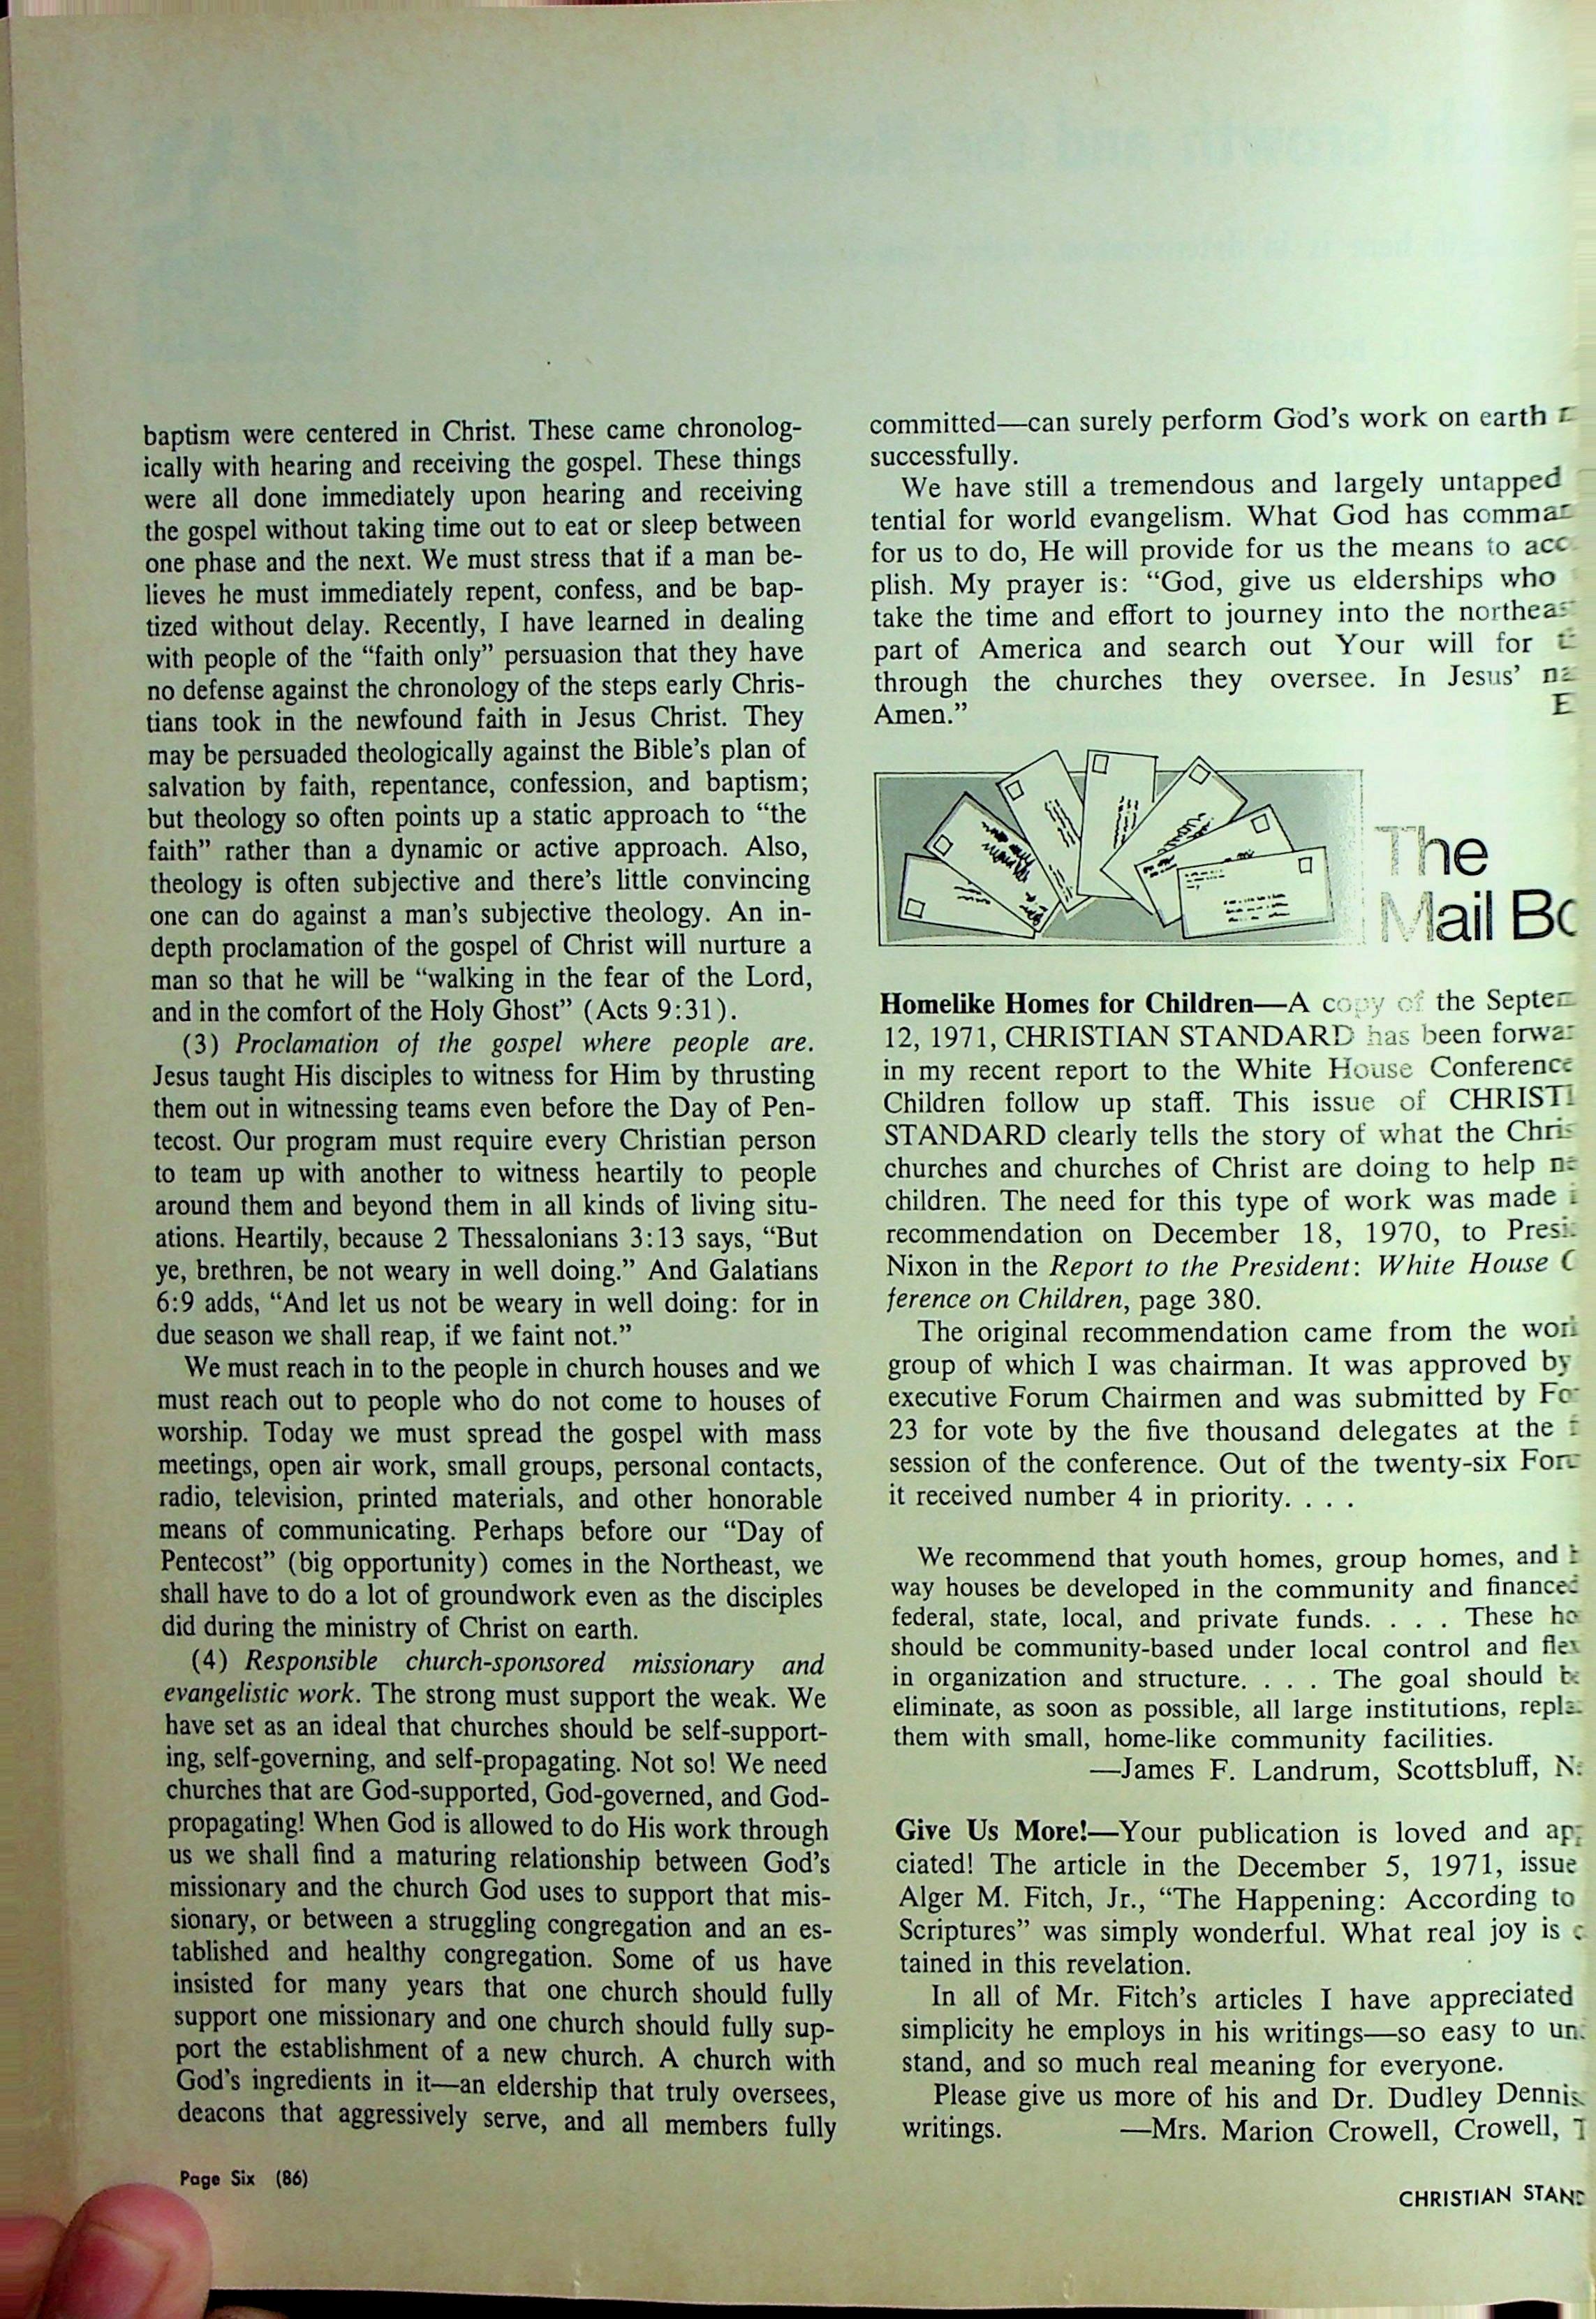 baptism were centered in Christ. These came chronolog-
ically with hearing and receiving the gospel. These things
were all done immediately upon hearing and receiving
the gospel without taking time out to eat or sleep between
one phase and the next. We must stress that if a man be-
lieves he must immediately repent, confess, and be bap-
tized without delay. Recently, I have learned in dealing
with people of the “faith only” persuasion that they have
no defense against the chronology of the steps early Chris-
tians took in the newfound faith in Jesus Christ. They
may be persuaded theologically against the Bible’s plan of
salvation by faith, repentance, confession, and baptism;
but theology so often points up a static approach to “the
faith” rather than a dynamic or active approach. Also,
theology is often subjective and there’s little convincing
one can do against a man’s subjective theology. An in-
depth proclamation of the gospel of Christ will nurture a
man so that he will be “walking in the fear of the Lord,
and in the comfort of the Holy Ghost” (Acts 9:31).
(3) Proclamation of the gospel where people are.
Jesus taught His disciples to witness for Him by thrusting
them out in witnessing teams even before the Day of Pen-
tecost. Our program must require every Christian person
to team up with another to witness heartily to people
around them and beyond them in all kinds of living situ-
ations. Heartily, because 2 Thessalonians 3:13 says, “But
ye, brethren, be not weary in well doing.” And Galatians
6:9 adds, “And let us not be weary in well doing: for in
due season we shall reap, if we faint not.”
We must reach in to the people in church houses and we
must reach out to people who do not come to houses of
worship. Today we must spread the gospel with mass
meetings, open air work, small groups, personal contacts,
radio, television, printed materials, and other honorable
means of communicating. Perhaps before our “Day of
Pentecost” (big opportunity) comes in the Northeast, we
shall have to do a lot of groundwork even as the disciples
did during the ministry of Christ on earth.
(4) Responsible church-sponsored missionary and
evangelistic work. The strong must support the weak. We
have set as an ideal that churches should be self-support-
ing, self-governing, and self-propagating. Not so! We need
churches that are God-supported, God-governed, and God-
propagating! When God is allowed to do His work through
us we shall find a maturing relationship between God’s
missionary and the church God uses to support that mis-
sionary, or between a struggling congregation and an es-
tablished and healthy congregation. Some of us have
insisted for many years that one church should fully
support one missionary and one church should fully sup-
port the establishment of a new church. A church with
God’s ingredients in it—an eldership that truly oversees,
deacons that aggressively serve, and all members fully
committed—can surely perform God’s work on earth
successfully.
We have still a tremendous and largely untapped
tential for world evangelism. What God has
for us to do, He will provide for us the means to
plish. My prayer is: “God, give us elderships who
take the time and effort to journey into the
part of America and search out Your will for
through the churches they oversee. In Jesus’
Amen.”
The
Mail
Homelike Homes for Children—A copy of the
12, 1971, CHRISTIAN STANDARD has been
in my recent report to the White House Conference
Children follow up staff. This issue of
STANDARD clearly tells the story of what the
churches and churches of Christ are doing to help
children. The need for this type of work was made
recommendation on December 18, 1970, to
Nixon in the Report to the President: White House
ference on Children, page 380.
The original recommendation came from the
group of which I was chairman. It was approved by
executive Forum Chairmen and was submitted by
23 for vote by the five thousand delegates at the
session of the conference. Out of the twenty-six
it received number 4 in priority. . . .
We recommend that youth homes, group homes, and
way houses be developed in the community and financed
federal, state, local, and private funds. . . . These
should be community-based under local control and
in organization and structure. . . . The goal should
eliminate, as soon as possible, all large institutions,
them with small, home-like community facilities.
—James F. Landrum, Scottsbluff,
Give Us More!—Your publication is loved and
ciated! The article in the December 5, 1971, issue
Alger M. Fitch, Jr., “The Happening: According to
Scriptures” was simply wonderful. What real joy is
tained in this revelation.
In all of Mr. Fitch’s articles I have appreciated
simplicity he employs in his writings—so easy to
stand, and so much real meaning for everyone.
Please give us more of his and Dr. Dudley
writings. —Mrs. Marion Crowell, Crowell,
Page Six (86)
CHRISTIAN